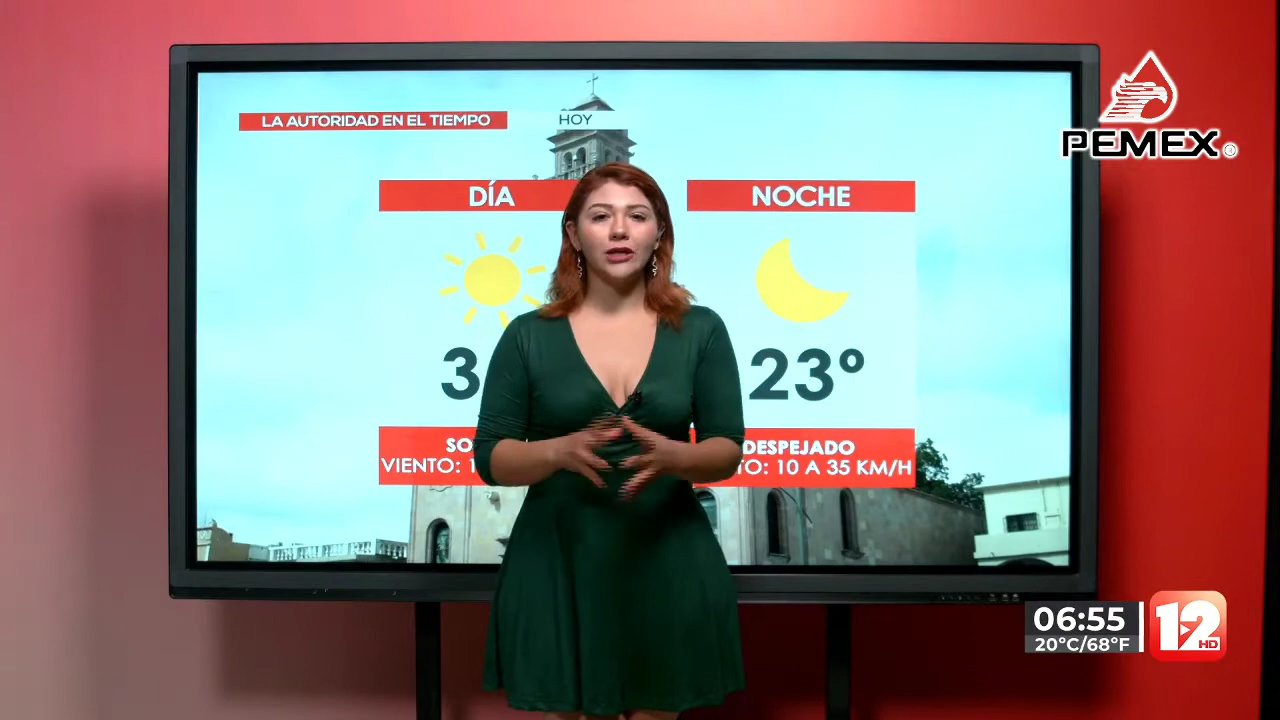 LA AUTORIDAD EN EL TIEMPO
HOY
PEMEX
DÍA
NOCHE
23°
DESPEJADO
VIENTO:
10 A 35 KM/H
06:55
20°C/68°F
12
HD